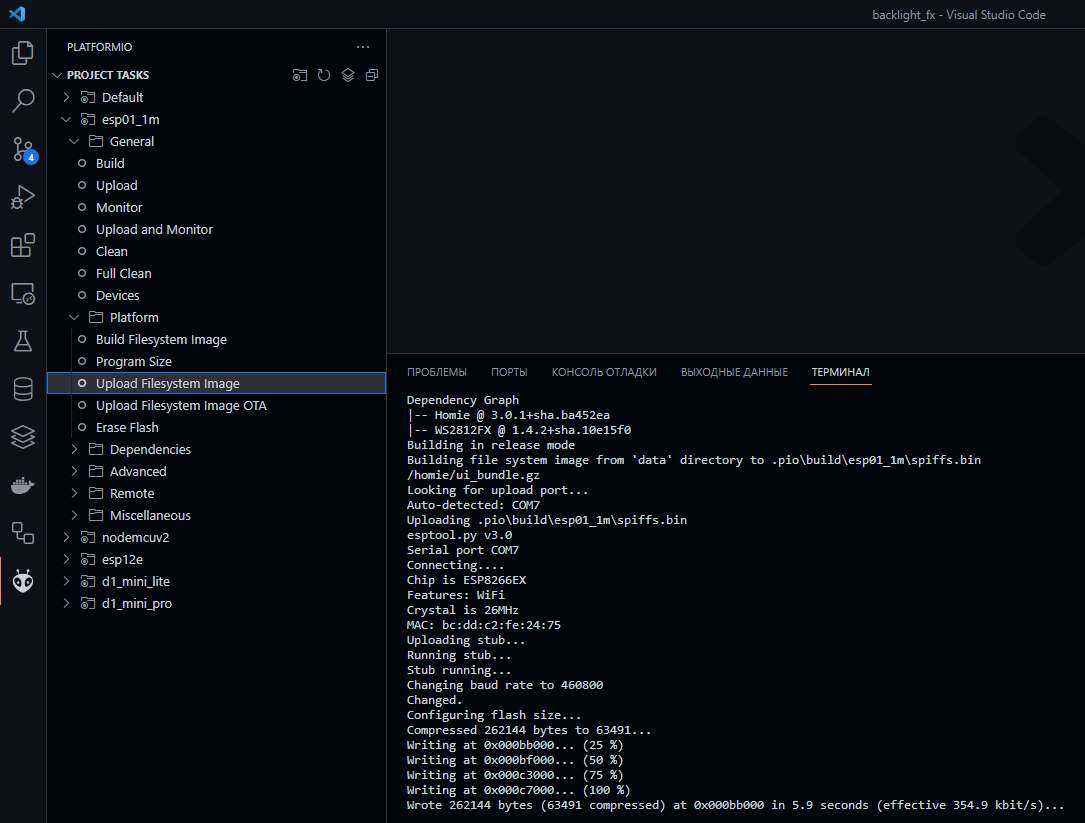 backlight_fx - Visual Studio Code
PLATFORMIO
PROJECT TASKS
Default
esp01_1m
General
Build
Upload
Monitor
Upload and Monitor
Clean
Full Clean
Devices
Platform
Build Filesystem Image
Program Size
Upload Filesystem Image
Upload Filesystem Image OTA
Erase Flash
Dependencies
Advanced
Remote
Miscellaneous
nodemcuv2
esp12e
d1_mini_lite
d1_mini_pro
4
ПРОБЛЕМЫ ПОРТЫ КОНСОЛЬ ОТЛАДКИ ВЫХОДНЫЕ ДАННЫЕ ТЕРМИНАЛ
Dependency Graph
|-- Homie @ 3.0.1+sha.ba452ea
|-- WS2812FX @ 1.4.2+sha.10e15f0
Building in release mode
Building file system image from 'data' directory to .pio\build\esp01_1m\spiffs.bin
/homie/ui_bundle.gz
Looking for upload port...
Auto-detected: COM7
Uploading .pio\build\esp01_1m\spiffs.bin
esptool.py v3.0
Serial port COM7
Connecting....
Chip is ESP8266EX
Features: WiFi
Crystal is 26MHz
MAC: bc:dd:c2:fe:24:75
Uploading stub...
Running stub...
Stub running...
Changing baud rate to 460800
Changed.
Configuring flash size...
Compressed 262144 bytes to 63491...
Writing at 0x000bb000... (25 %)
Writing at 0x000bf000... (50 %)
Writing at 0x000c3000... (75 %)
Writing at 0x000c7000... (100 %)
Wrote 262144 bytes (63491 compressed) at 0x000bb000 in 5.9 seconds (effective 354.9 kbit/s)...